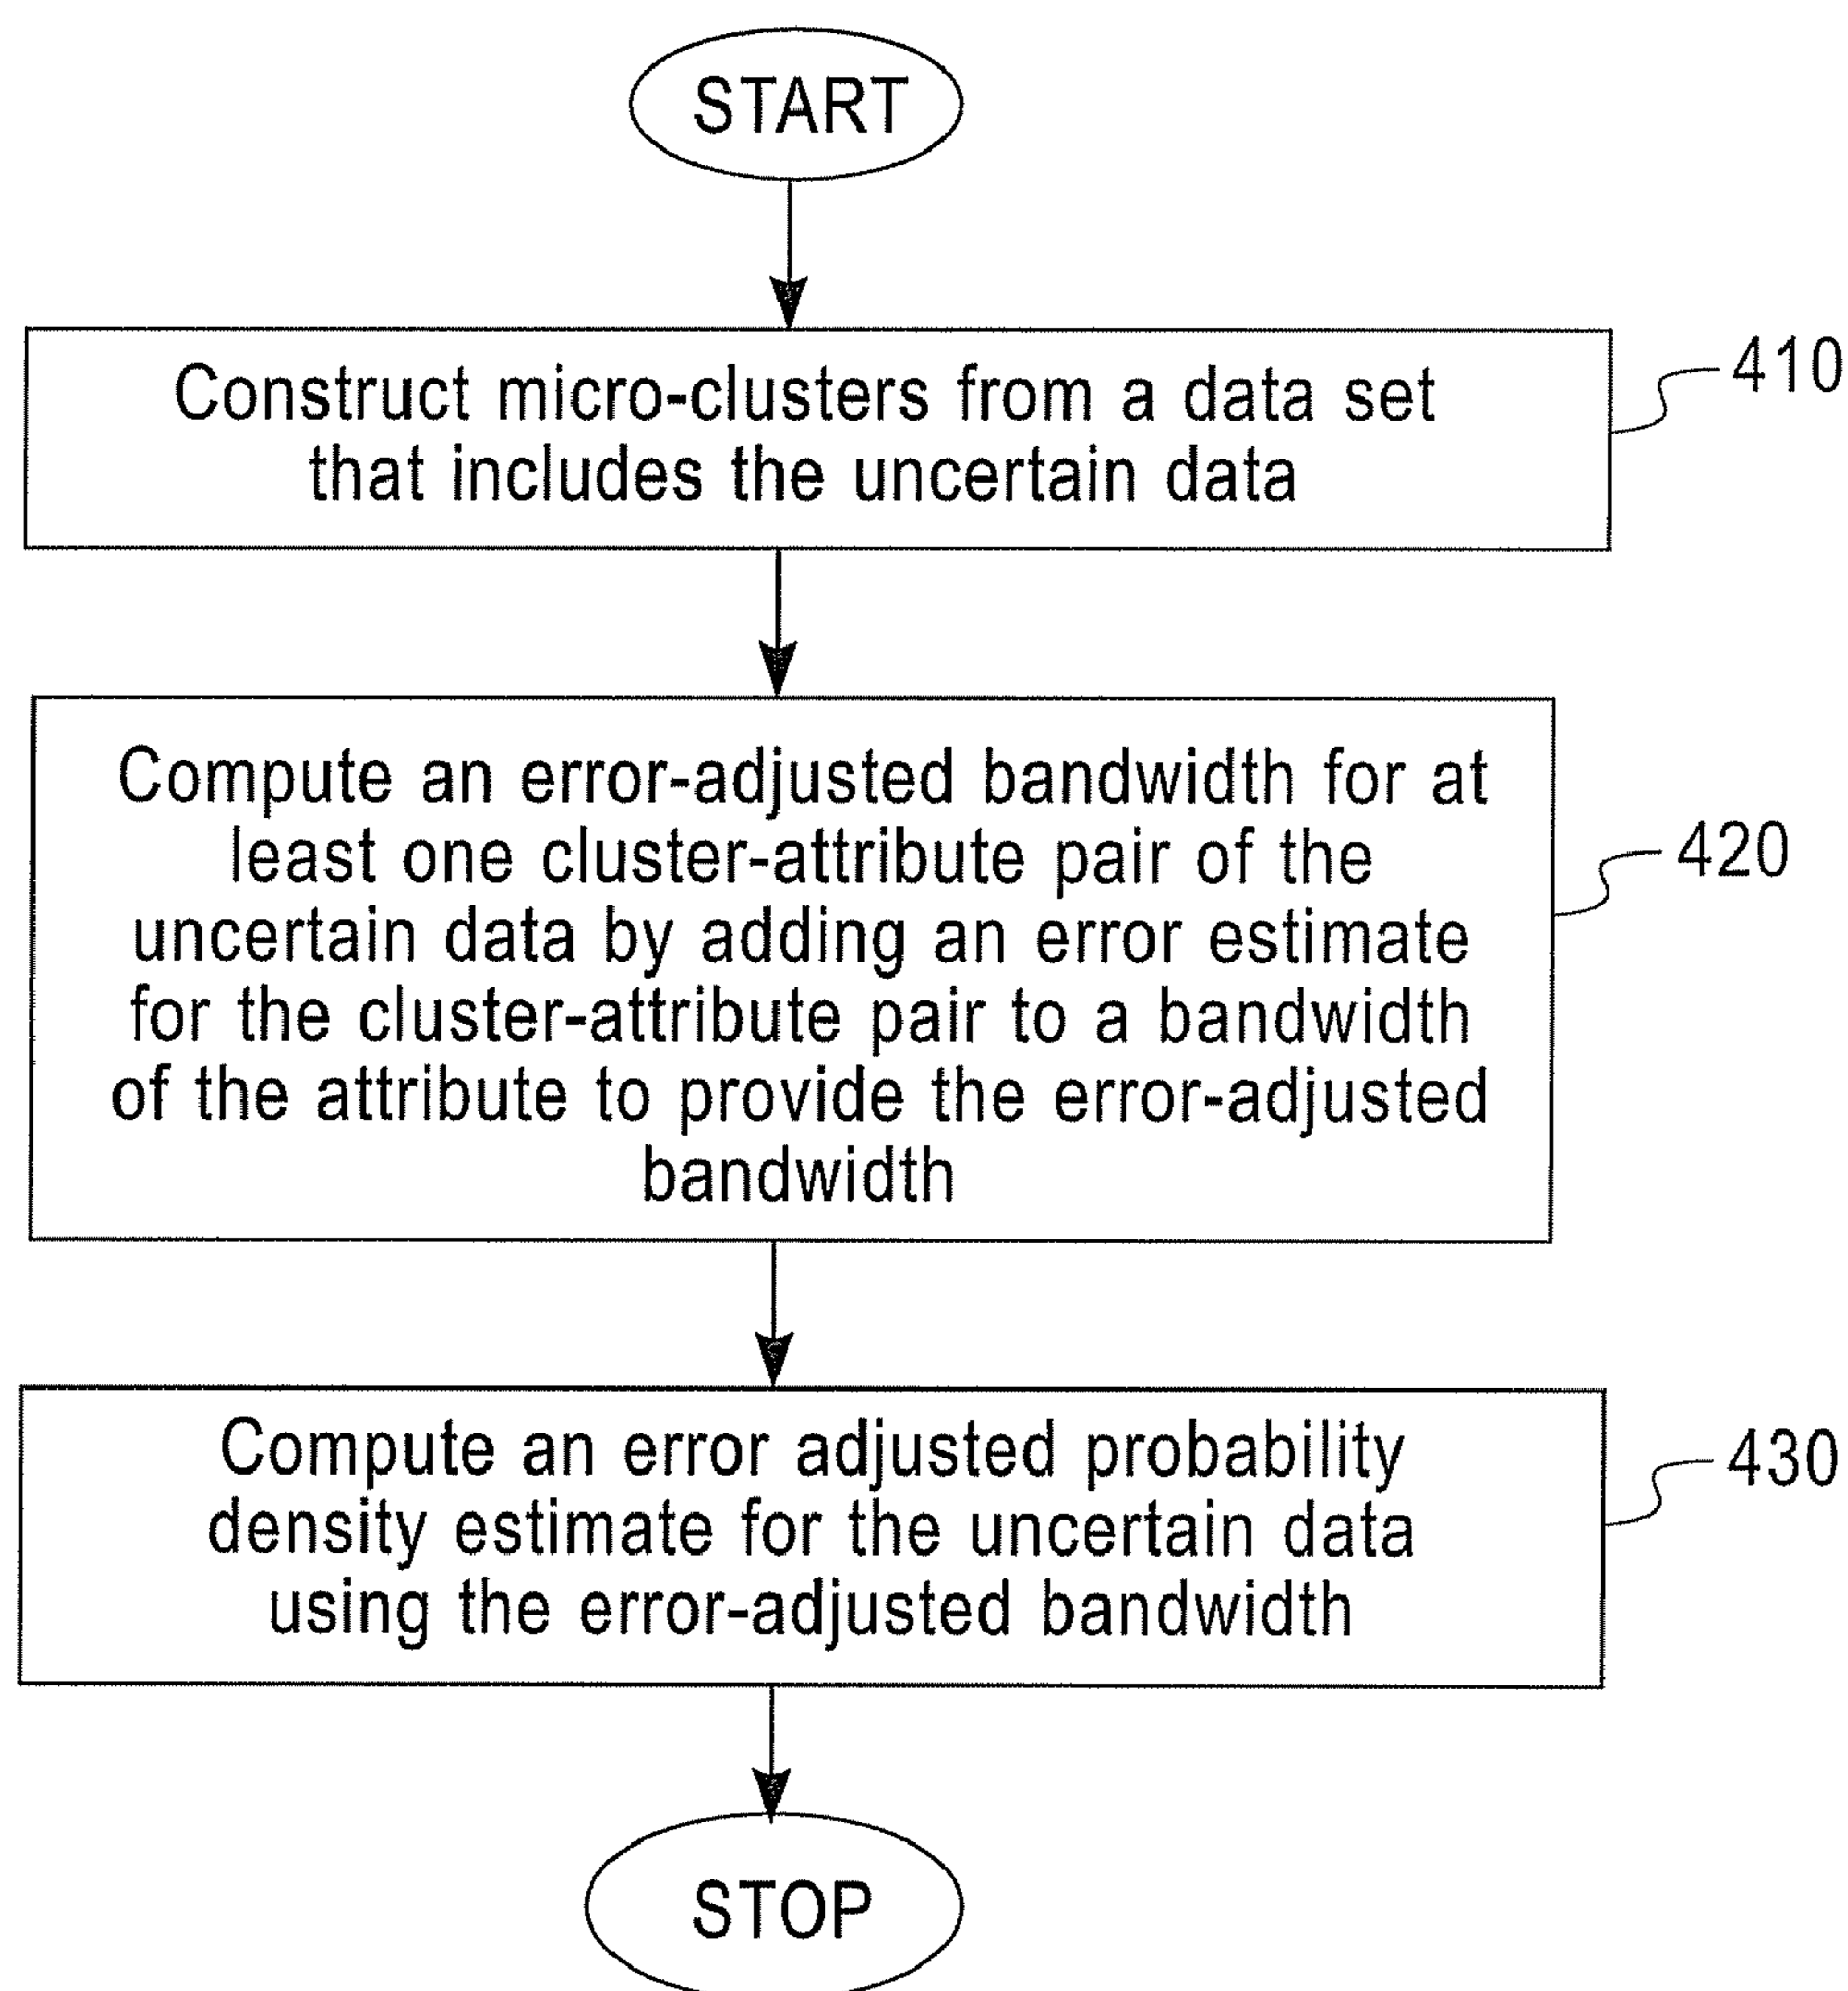 START
Construct micro-clusters from a data set
that includes the uncertain data
410
Compute an error-adjusted bandwidth for at
least one cluster-attribute pair of the
uncertain data by adding an error estimate
for the cluster-attribute pair to a bandwidth
of the attribute to provide the error-adjusted
bandwidth
420
Compute an error adjusted probability
density estimate for the uncertain data
using the error-adjusted bandwidth
430
STOP